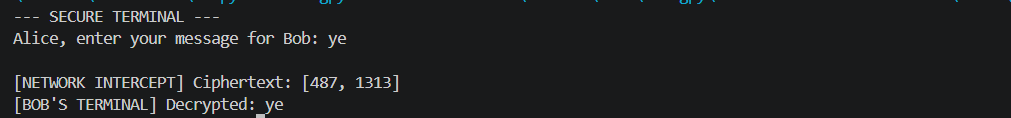 --- SECURE TERMINAL ---
Alice, enter your message for Bob: ye
[NETWORK INTERCEPT] Ciphertext: [487, 1313]
[BOB'S TERMINAL] Decrypted: ye